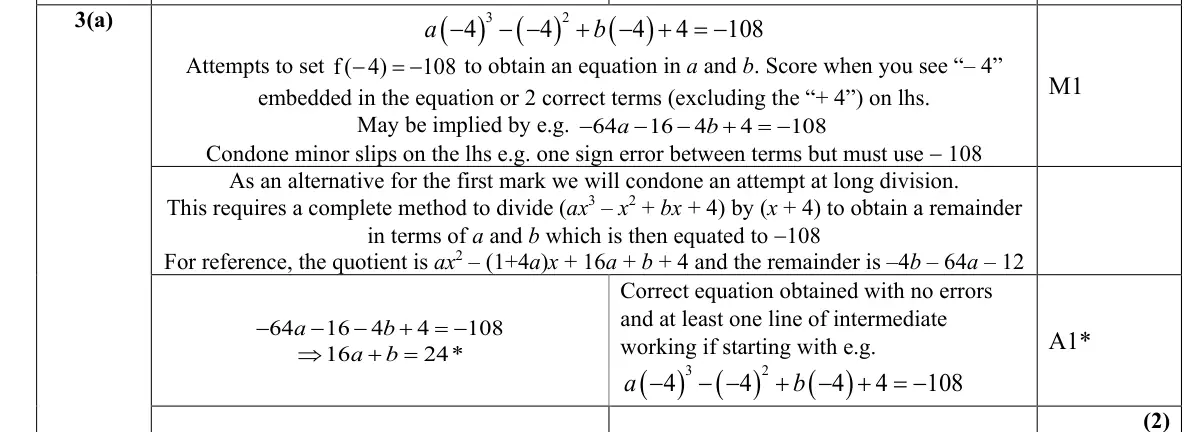 3(a)
a(−4)³ − (−4)² + b(−4) + 4 = −108
Attempts to set f(−4) = −108 to obtain an equation in a and b. Score when you see “– 4”
embedded in the equation or 2 correct terms (excluding the “+ 4”) on lhs.
May be implied by e.g. −64a −16 − 4b + 4 = −108
Condone minor slips on the lhs e.g. one sign error between terms but must use − 108
M1
As an alternative for the first mark we will condone an attempt at long division.
This requires a complete method to divide (ax³ – x² + bx + 4) by (x + 4) to obtain a remainder
in terms of a and b which is then equated to −108
For reference, the quotient is ax² – (1+4a)x + 16a + b + 4 and the remainder is –4b – 64a – 12
−64a −16 − 4b + 4 = −108
⇒ 16a + b = 24 *
Correct equation obtained with no errors
and at least one line of intermediate
working if starting with e.g.
a(−4)³ − (−4)² + b(−4) + 4 = −108
A1*
(2)